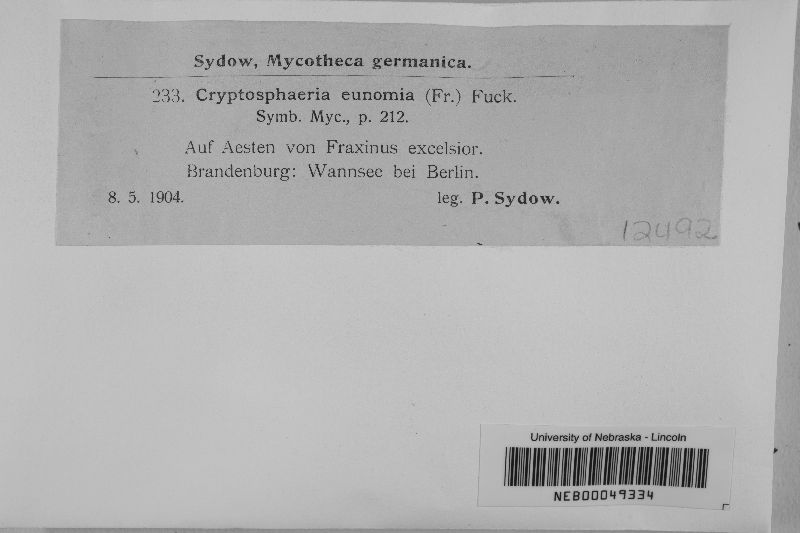 Sydow, Mycotheca germanica.
233. Cryptosphaeria eunomia (Fr.) Fuck.
Symb. Myc., p. 212.
Auf Aesten von Fraxinus excelsior.
Brandenburg: Wannsee bei Berlin.
8. 5. 1904. leg. P. Sydow.
12492
University of Nebraska - Lincoln
NEB00049334